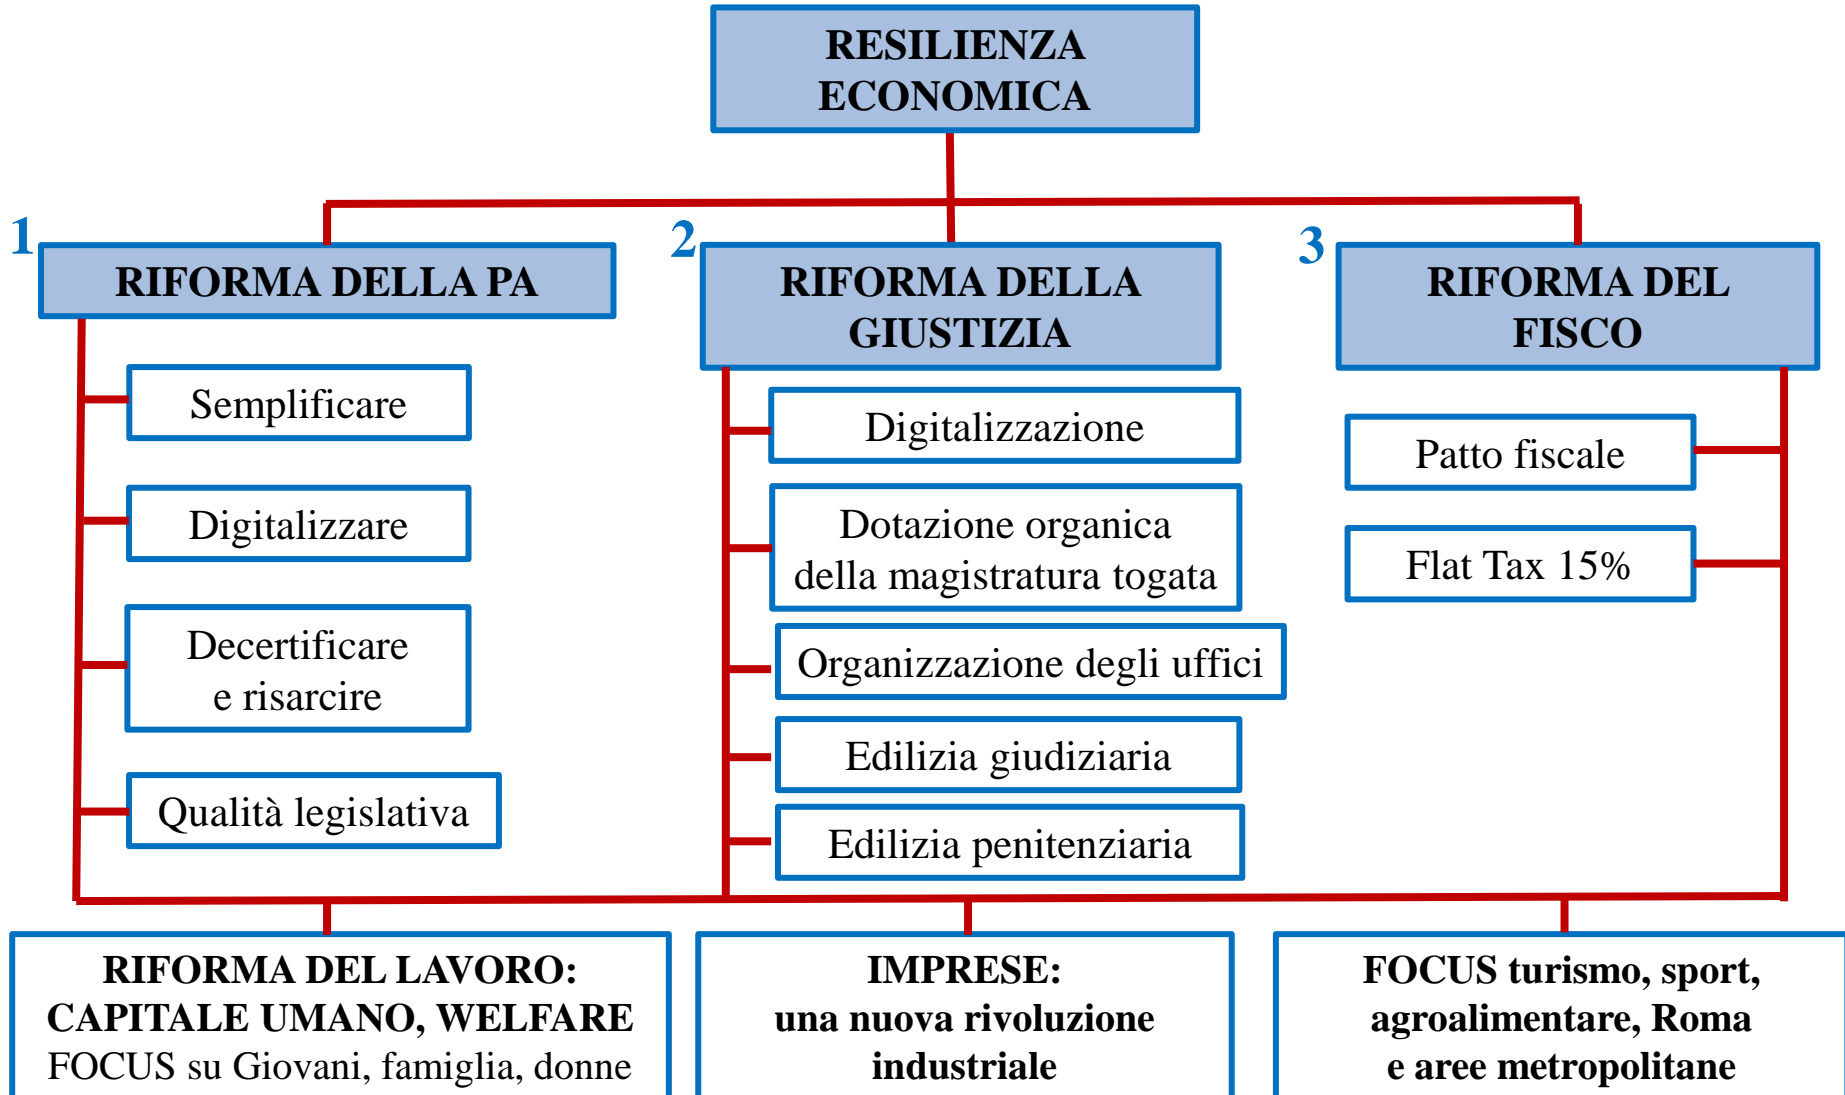 RESILIENZA
ECONOMICA
1
RIFORMA DELLA PA
Semplificare
Digitalizzare
Decertificare
e risarcire
Qualità legislativa
2
RIFORMA DELLA
GIUSTIZIA
Digitalizzazione
Dotazione organica
della magistratura togata
Organizzazione degli uffici
Edilizia giudiziaria
Edilizia penitenziaria
3
RIFORMA DEL
FISCO
Patto fiscale
Flat Tax 15%
RIFORMA DEL LAVORO:
CAPITALE UMANO, WELFARE
FOCUS su Giovani, famiglia, donne
IMPRESE:
una nuova rivoluzione
industriale
FOCUS turismo, sport,
agroalimentare, Roma
e aree metropolitane